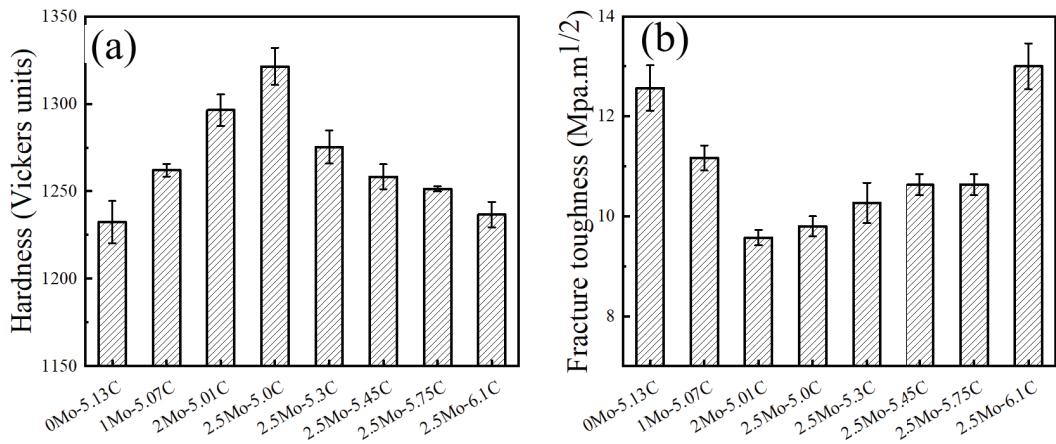 (a)
Hardness (Vickers units)
1350
1300
1250
1200
1150
0Mo-5.13C
1Mo-5.07C
2Mo-5.01C
2.5Mo-5.0C
2.5Mo-5.3C
2.5Mo-5.45C
2.5Mo-5.75C
2.5Mo-6.1C
(b)
Fracture toughness (Mpa.m1/2)
14
12
10
8
0Mo-5.13C
1Mo-5.07C
2Mo-5.01C
2.5Mo-5.0C
2.5Mo-5.3C
2.5Mo-5.45C
2.5Mo-5.75C
2.5Mo-6.1C